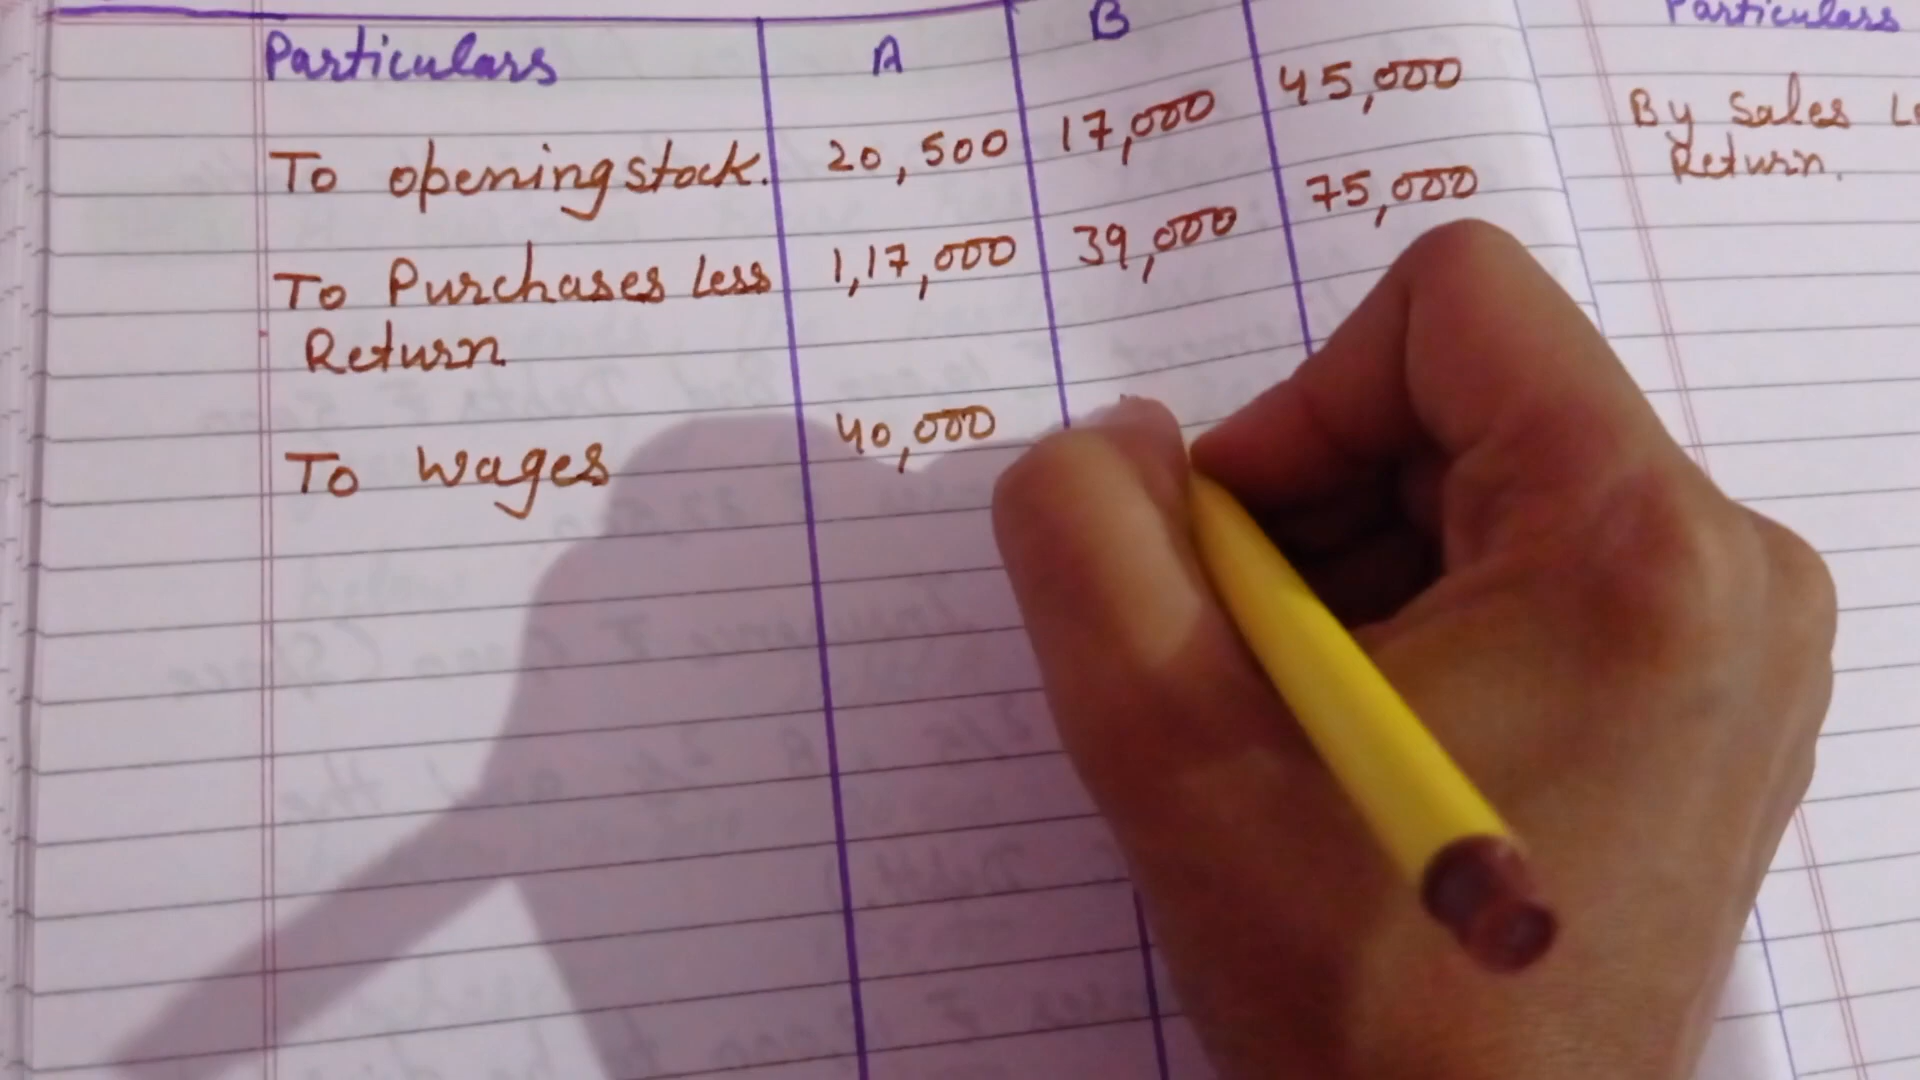 Particulars A B Particulars
To opening stock. 20,500 17,000 45,000 By Sales
Return.
To Purchases Less 1,17,000 39,000 75,000
Return
To wages 40,000